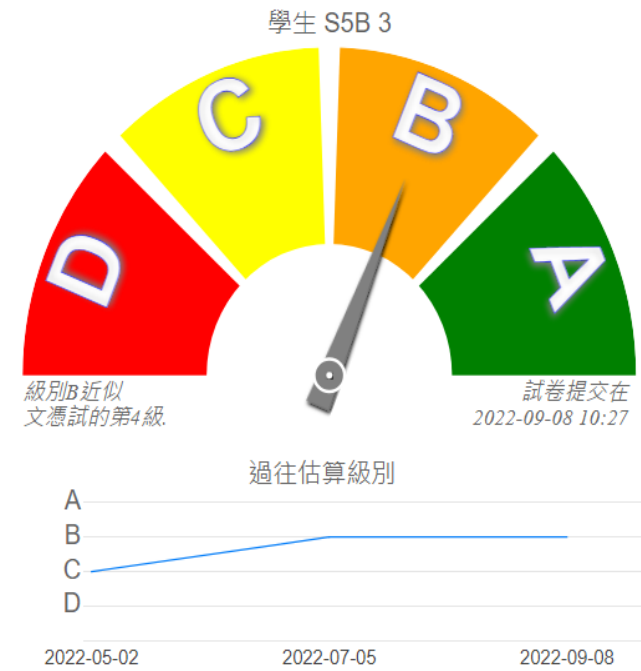 學生 S5B 3
D
C
B
A
級別B近似
文憑試的第4級.
試卷提交在
2022-09-08 10:27
過往估算級別
A
B
C
D
2022-05-02
2022-07-05
2022-09-08